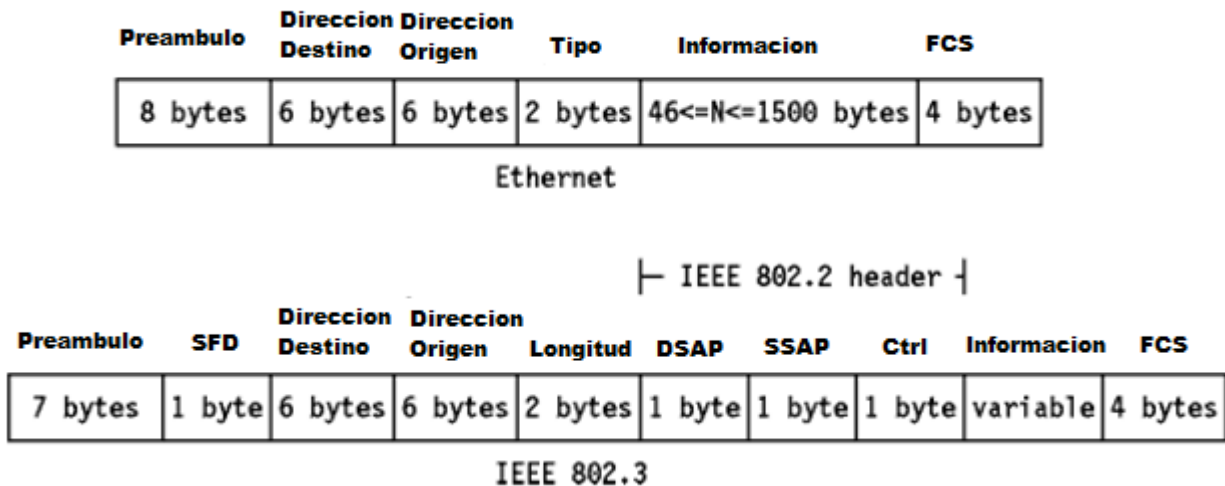 Preambulo Direccion Destino Direccion Origen Tipo Informacion FCS
8 bytes 6 bytes 6 bytes 2 bytes 46<=N<=1500 bytes 4 bytes
Ethernet
IEEE 802.2 header
Preambulo SFD Direccion Destino Direccion Origen Longitud DSAP SSAP Ctrl Informacion FCS
7 bytes 1 byte 6 bytes 6 bytes 2 bytes 1 byte 1 byte 1 byte variable 4 bytes
IEEE 802.3